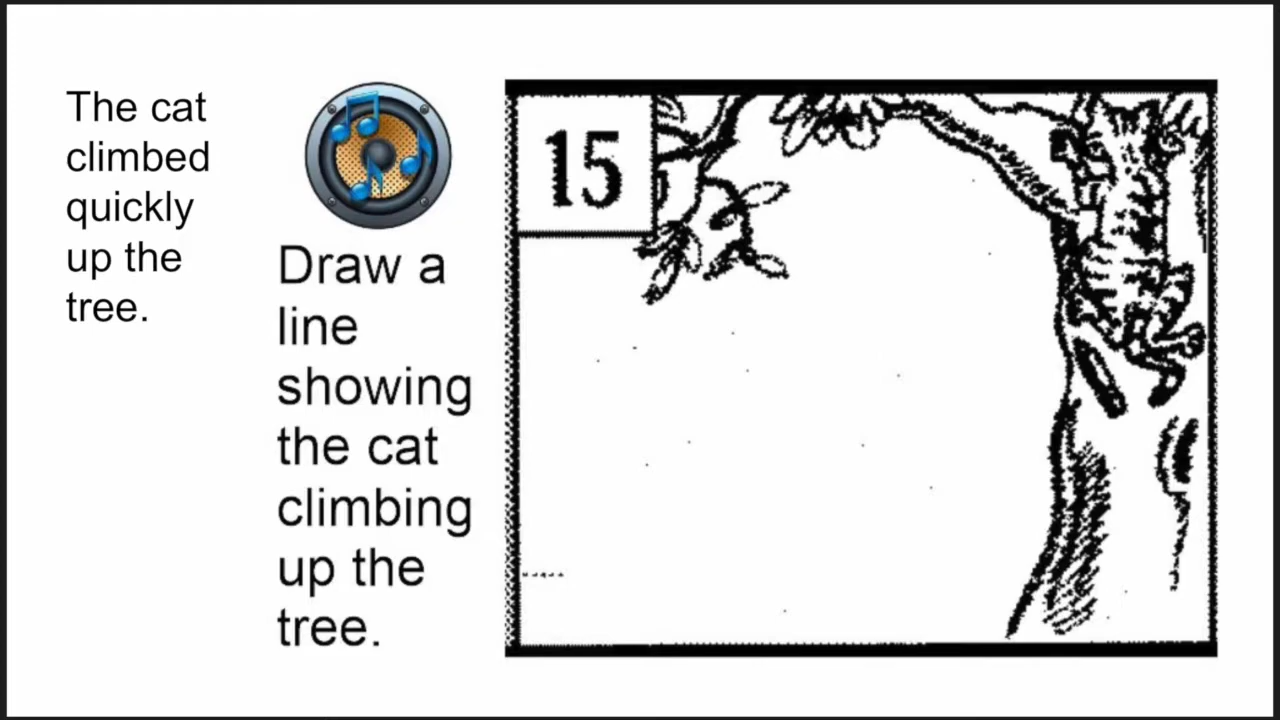 The cat
climbed
quickly
up the
tree.
Draw a
line
showing
the cat
climbing
up the
tree.
15